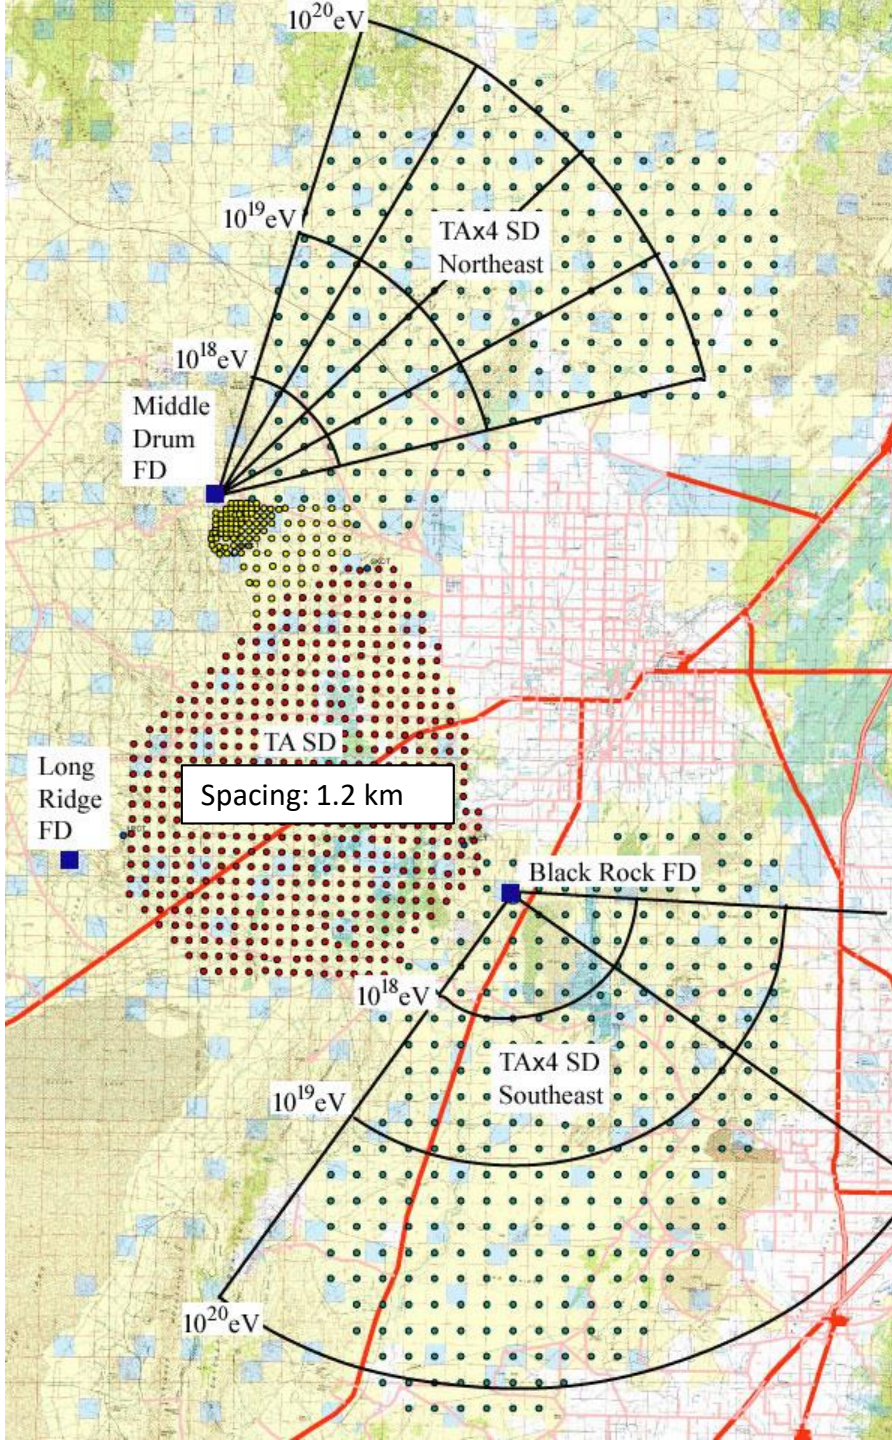 10²⁰eV
10¹⁹eV
TAx4 SD
Northeast
10¹⁸eV
Middle
Drum
FD
TA SD
Long
Ridge
FD
Spacing: 1.2 km
Black Rock FD
10¹⁸eV
TAx4 SD
Southeast
10¹⁹eV
10²⁰eV